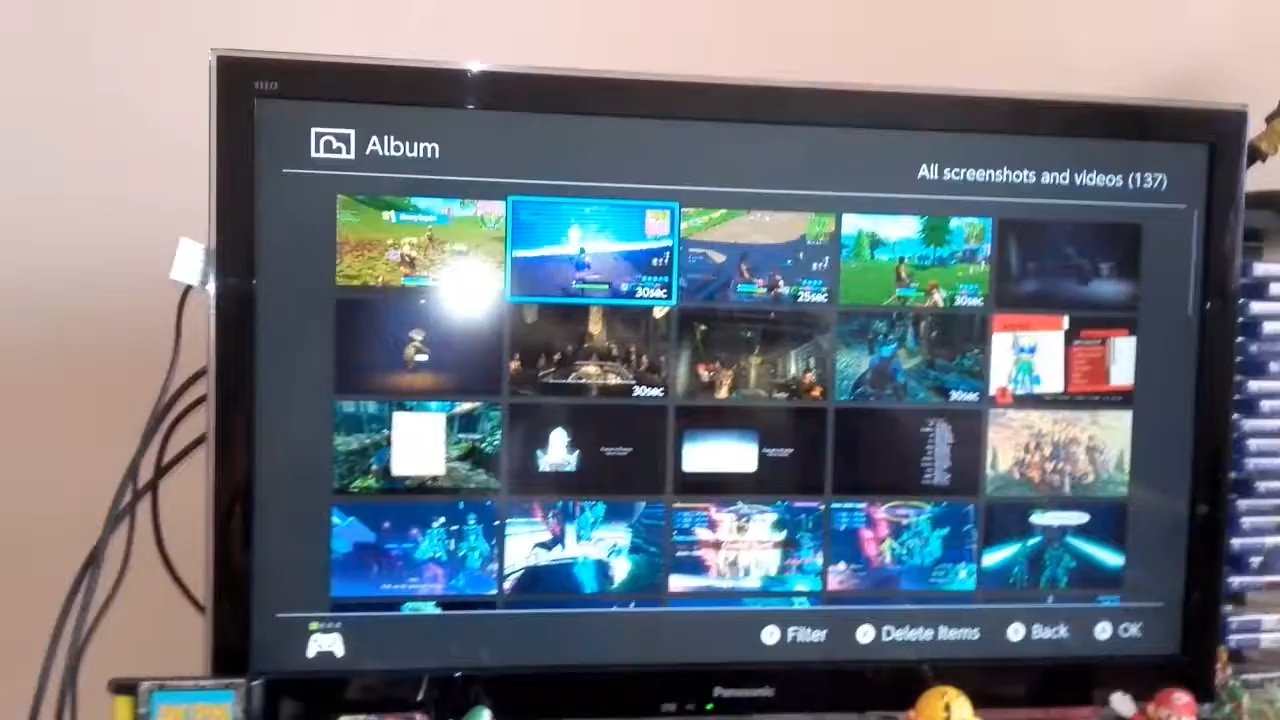 Album
All screenshots and videos (137)
30sec
25sec
30sec
30sec
30sec
Filter
Delete Items
Back
OK
Panasonic